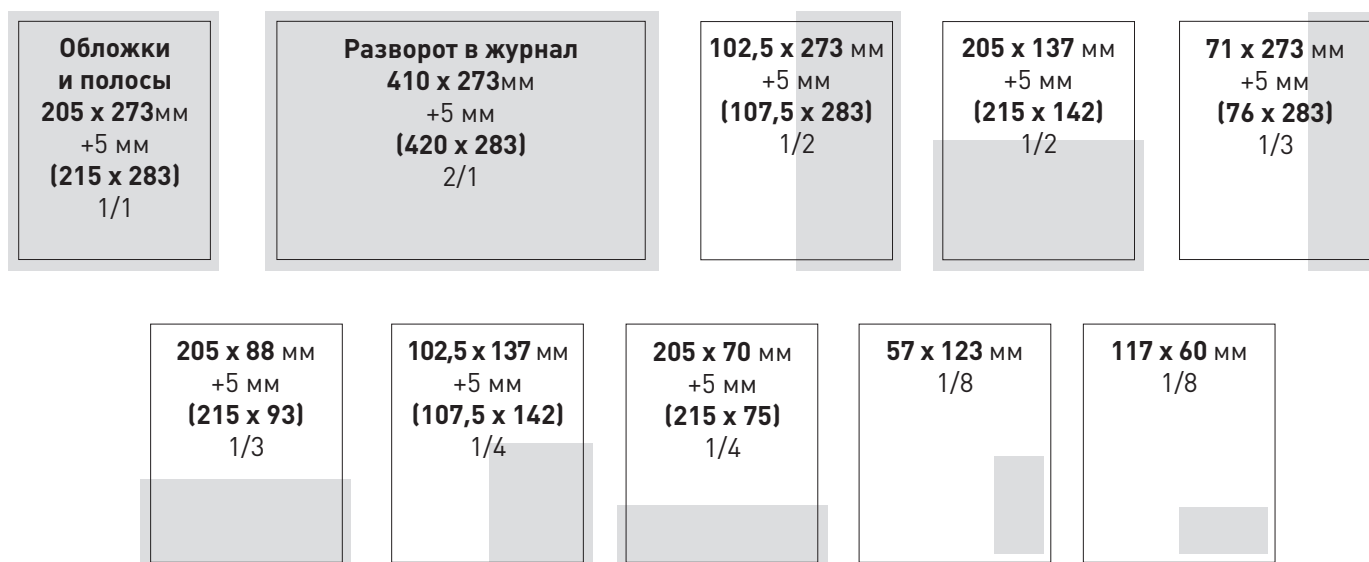 Обложки
и полосы
205 x 273мм
+5 мм
(215 x 283)
1/1
Разворот в журнал
410 x 273мм
+5 мм
(420 x 283)
2/1
102,5 x 273 мм
+5 мм
(107,5 x 283)
1/2
205 x 137 мм
+5 мм
(215 x 142)
1/2
71 x 273 мм
+5 мм
(76 x 283)
1/3
205 x 88 мм
+5 мм
(215 x 93)
1/3
102,5 x 137 мм
+5 мм
(107,5 x 142)
1/4
205 x 70 мм
+5 мм
(215 x 75)
1/4
57 x 123 мм
1/8
117 x 60 мм
1/8